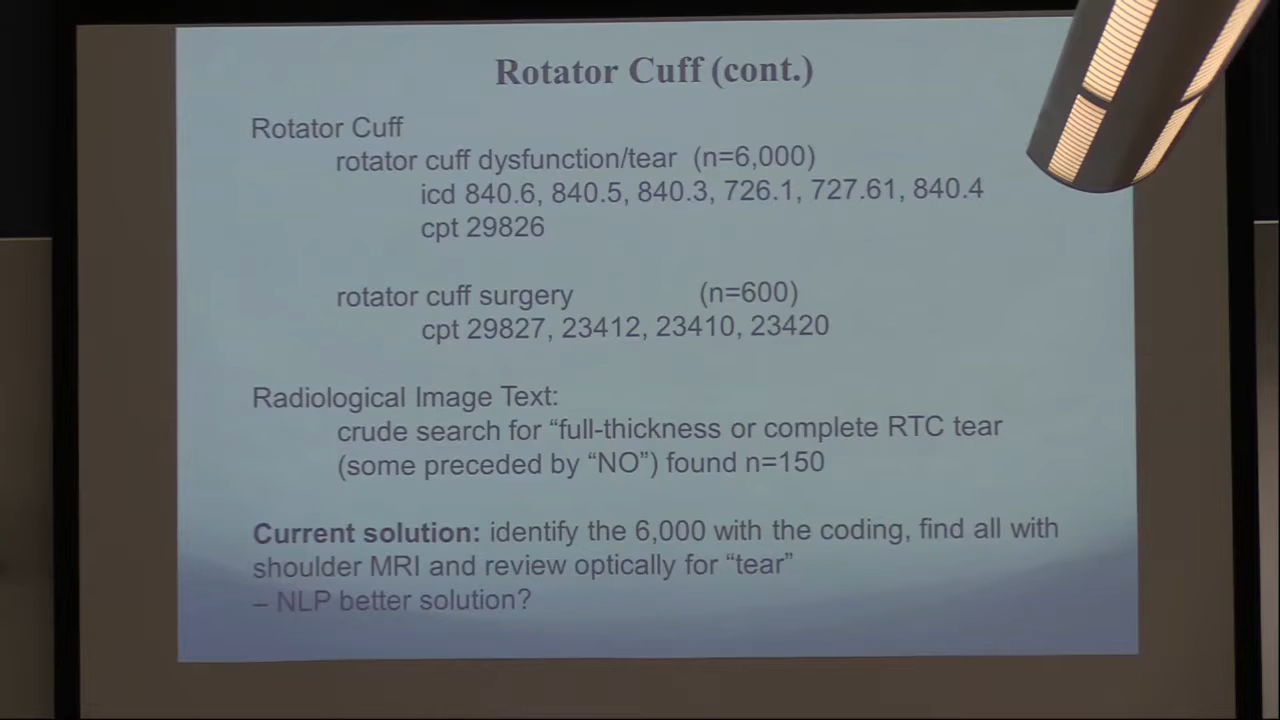 Rotator Cuff (cont.)
Rotator Cuff
rotator cuff dysfunction/tear (n=6,000)
icd 840.6, 840.5, 840.3, 726.1, 727.61, 840.4
cpt 29826
rotator cuff surgery (n=600)
cpt 29827, 23412, 23410, 23420
Radiological Image Text:
crude search for “full-thickness or complete RTC tear
(some preceded by “NO”) found n=150
Current solution: identify the 6,000 with the coding, find all with
shoulder MRI and review optically for “tear”
– NLP better solution?